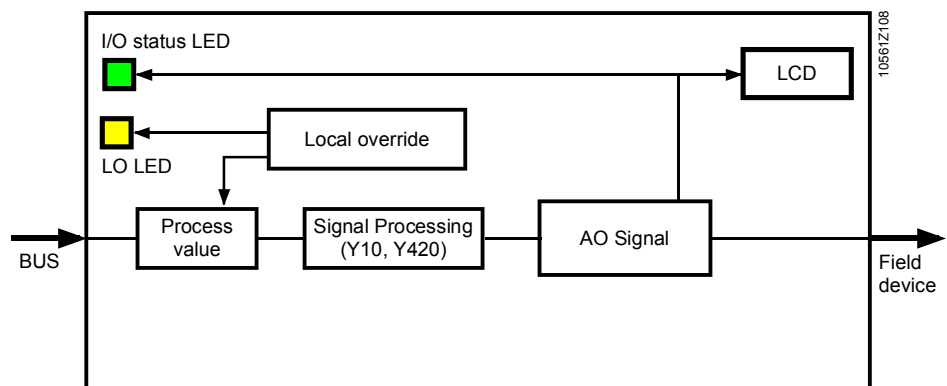 I/O status LED
10561Z108
LCD
Local override
LO LED
Process
value
Signal Processing
(Y10, Y420)
AO Signal
BUS
Field
device